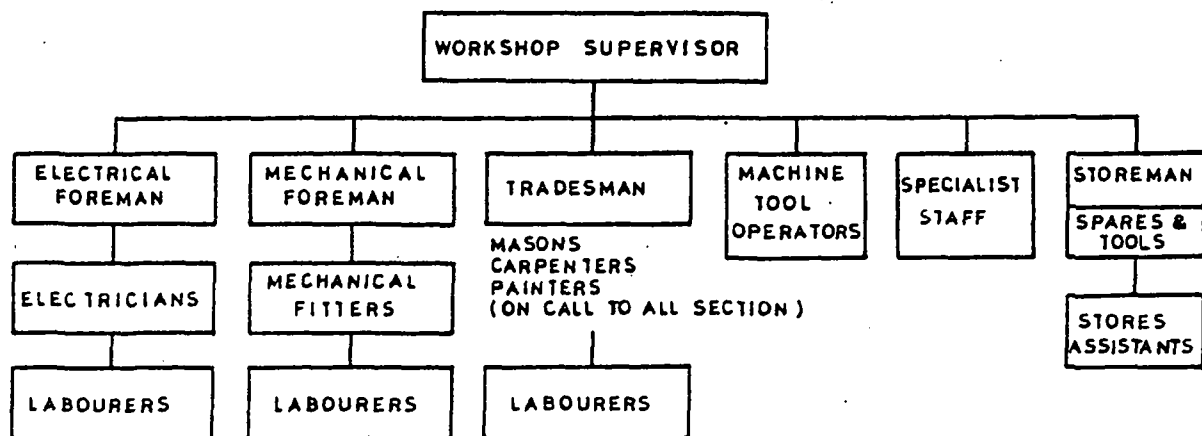 WORKSHOP SUPERVISOR
ELECTRICAL
FOREMAN
MECHANICAL
FOREMAN
TRADESMAN
MACHINE
TOOL
OPERATORS
SPECIALIST
STAFF
STOREMAN
SPARES &
TOOLS
MASONS
CARPENTERS
PAINTERS
(ON CALL TO ALL SECTION)
ELECTRICIANS
MECHANICAL
FITTERS
STORES
ASSISTANTS
LABOURERS
LABOURERS
LABOURERS